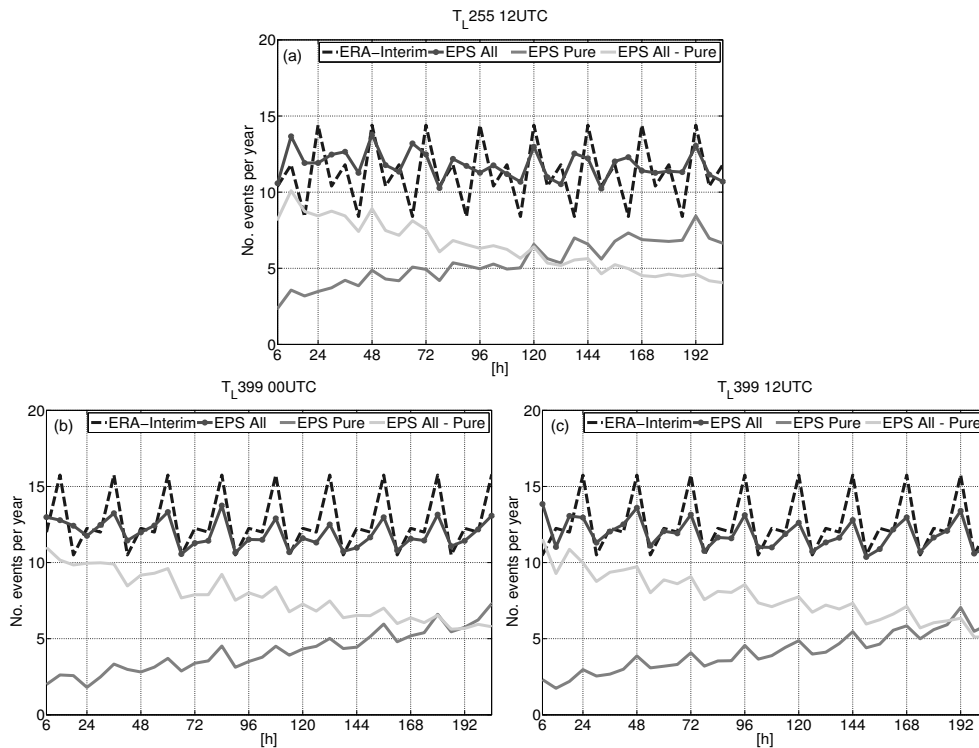 T_L255 12UTC
(a)
ERA−Interim EPS All EPS Pure EPS All - Pure
No. events per year
20
15
10
5
0
6 24 48 72 96 120 144 168 192
[h]
T_L399 00UTC
(b)
ERA−Interim EPS All EPS Pure EPS All - Pure
No. events per year
20
15
10
5
0
6 24 48 72 96 120 144 168 192
[h]
T_L399 12UTC
(c)
ERA−Interim EPS All EPS Pure EPS All - Pure
No. events per year
20
15
10
5
0
6 24 48 72 96 120 144 168 192
[h]